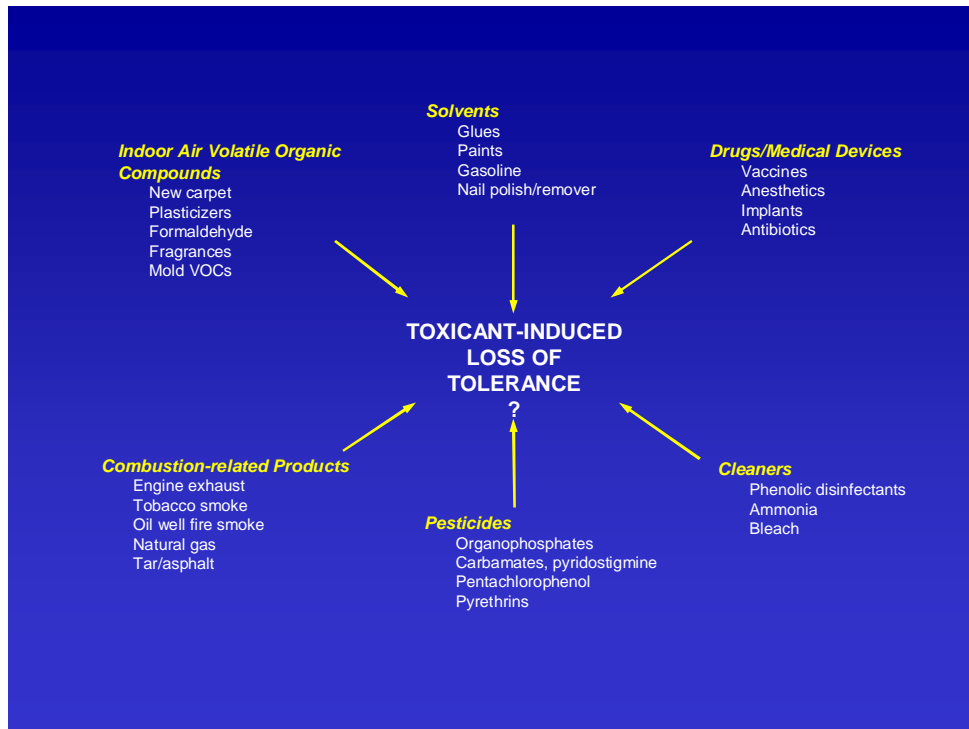 Solvents
Glues
Paints
Gasoline
Nail polish/remover
Indoor Air Volatile Organic
Compounds
New carpet
Plasticizers
Formaldehyde
Fragrances
Mold VOCs
Drugs/Medical Devices
Vaccines
Anesthetics
Implants
Antibiotics
TOXICANT-INDUCED
LOSS OF
TOLERANCE
?
Combustion-related Products
Engine exhaust
Tobacco smoke
Oil well fire smoke
Natural gas
Tar/asphalt
Pesticides
Organophosphates
Carbamates, pyridostigmine
Pentachlorophenol
Pyrethrins
Cleaners
Phenolic disinfectants
Ammonia
Bleach